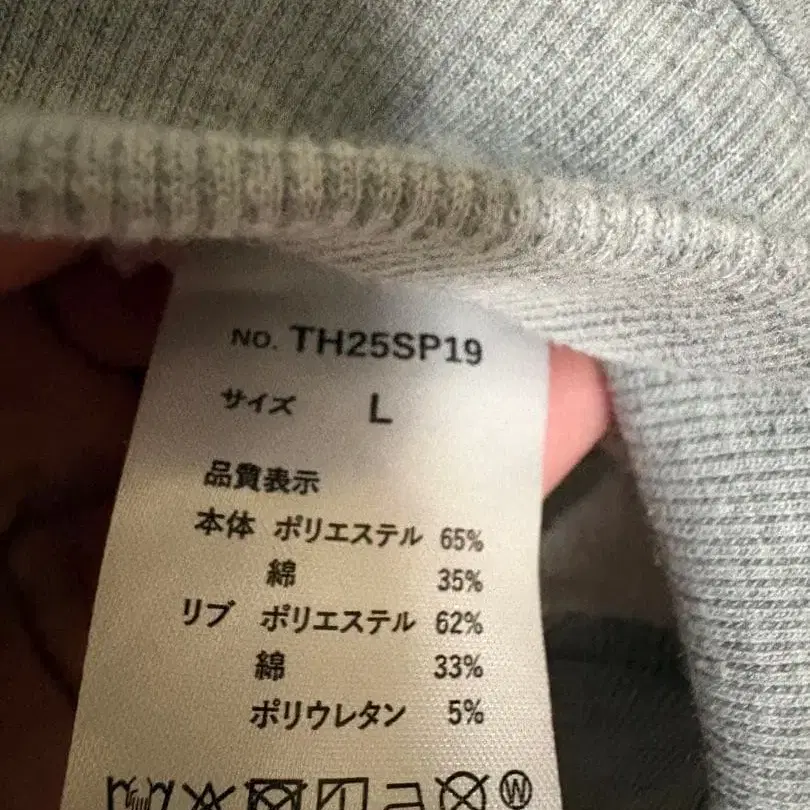 NO. TH25SP19
サイズ L
品質表示
本体 ポリエステル 65%
綿 35%
リブ ポリエステル 62%
綿 33%
ポリウレタン 5%
W